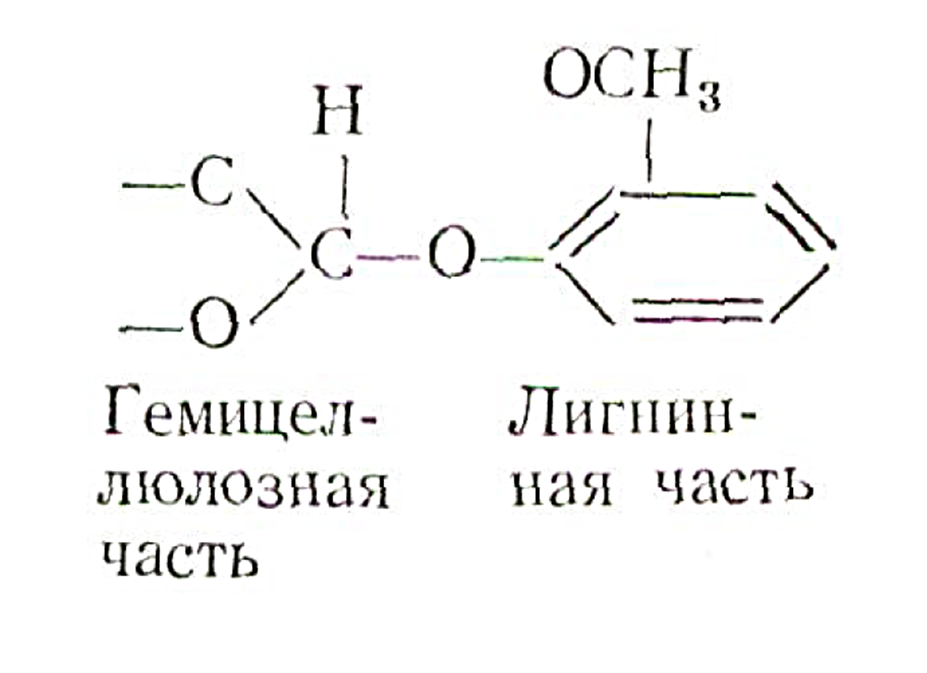 OCH₃
H
—C
C—O—
—O
Гемицел-
люлозная
часть
Лигнин-
ная часть